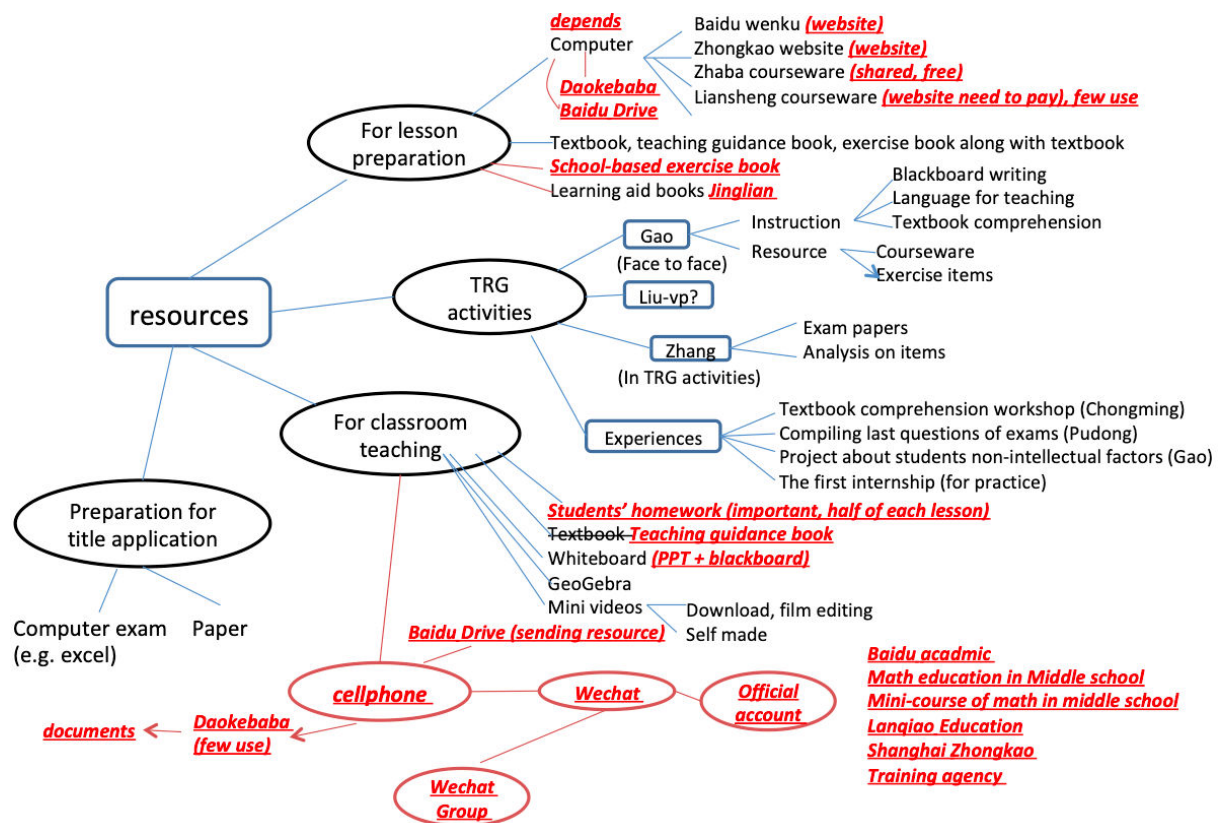 depends
Computer
Daokebaba
Baidu Drive
Baidu wenku (website)
Zhongkao website (website)
Zhaba courseware (shared, free)
Liansheng courseware (website need to pay), few use
For lesson
preparation
Textbook, teaching guidance book, exercise book along with textbook
School-based exercise book
Learning aid books Jinglian
resources
TRG
activities
Gao
(Face to face)
Instruction
Resource
Blackboard writing
Language for teaching
Textbook comprehension
Courseware
Exercise items
Liu-vp?
Zhang
(In TRG activities)
Exam papers
Analysis on items
Experiences
Textbook comprehension workshop (Chongming)
Compiling last questions of exams (Pudong)
Project about students non-intellectual factors (Gao)
The first internship (for practice)
For classroom
teaching
Students’ homework (important, half of each lesson)
Textbook Teaching guidance book
Whiteboard (PPT + blackboard)
GeoGebra
Mini videos
Download, film editing
Self made
Preparation for
title application
Computer exam
(e.g. excel)
Paper
Baidu Drive (sending resource)
cellphone
Wechat
Official
account
Daokebaba
(few use)
documents
Wechat
Group
Baidu acadmic
Math education in Middle school
Mini-course of math in middle school
Lanqiao Education
Shanghai Zhongkao
Training agency